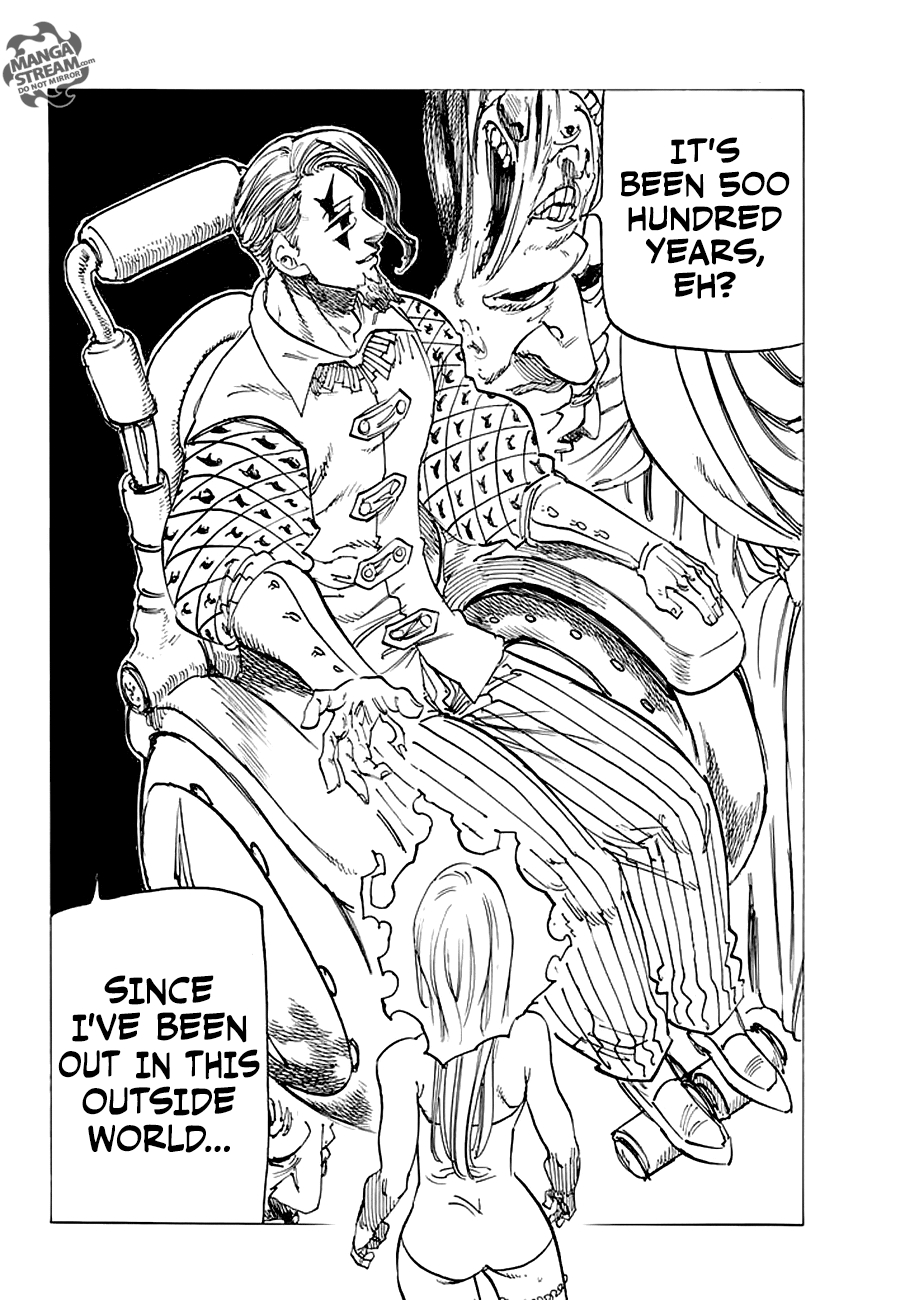 MANGA
STREAM.com
DO NOT MIRROR
IT'S
BEEN 500
HUNDRED
YEARS,
EH?
SINCE
I'VE BEEN
OUT IN THIS
OUTSIDE
WORLD...